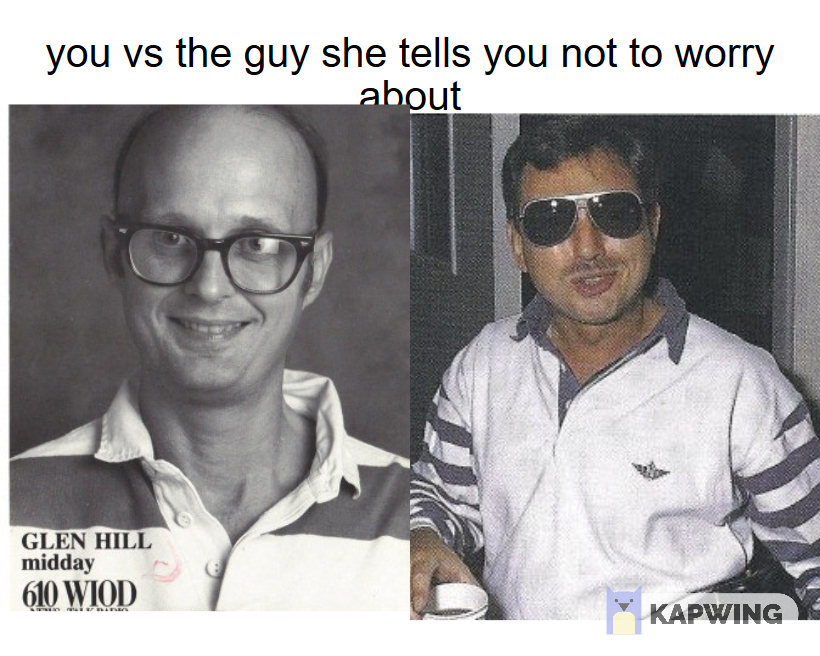 you vs the guy she tells you not to worry
about
GLEN HILL
midday
610 WIOD
KAPWING